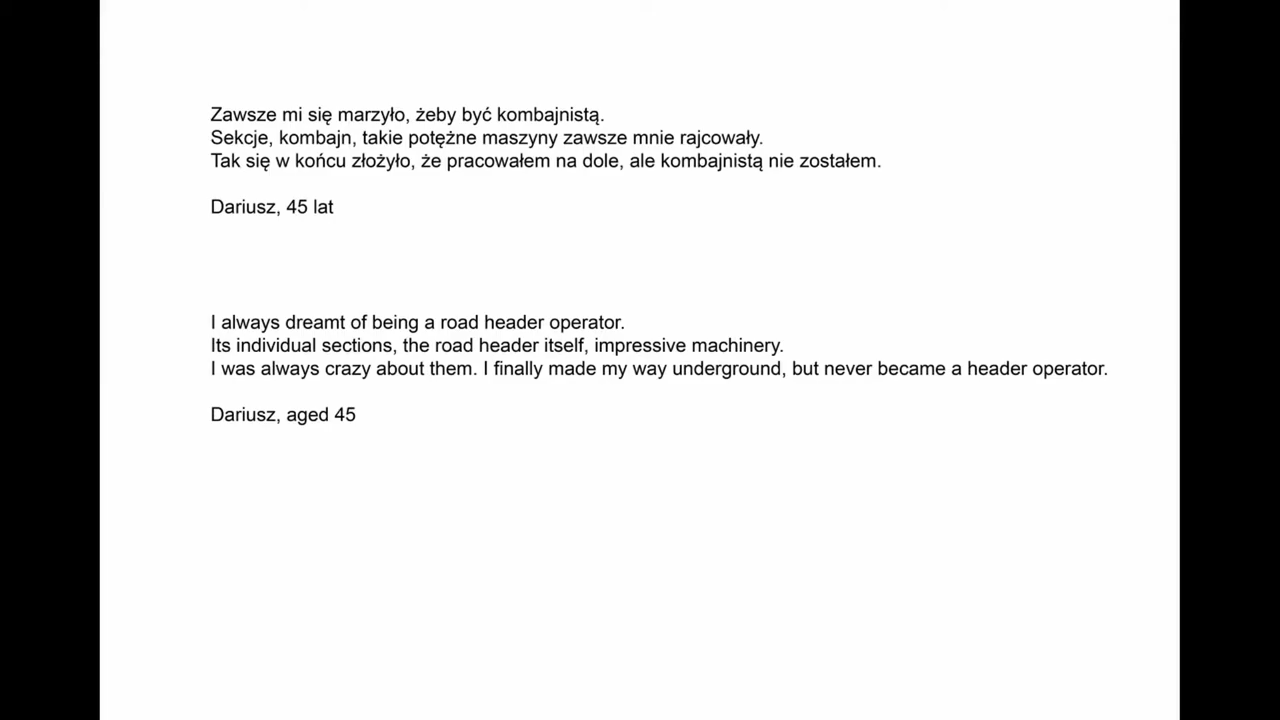 Zawsze mi się marzyło, żeby być kombajnistą.
Sekcje, kombajn, takie potężne maszyny zawsze mnie rajcowały.
Tak się w końcu złożyło, że pracowałem na dole, ale kombajnistą nie zostałem.
Dariusz, 45 lat
I always dreamt of being a road header operator.
Its individual sections, the road header itself, impressive machinery.
I was always crazy about them. I finally made my way underground, but never became a header operator.
Dariusz, aged 45